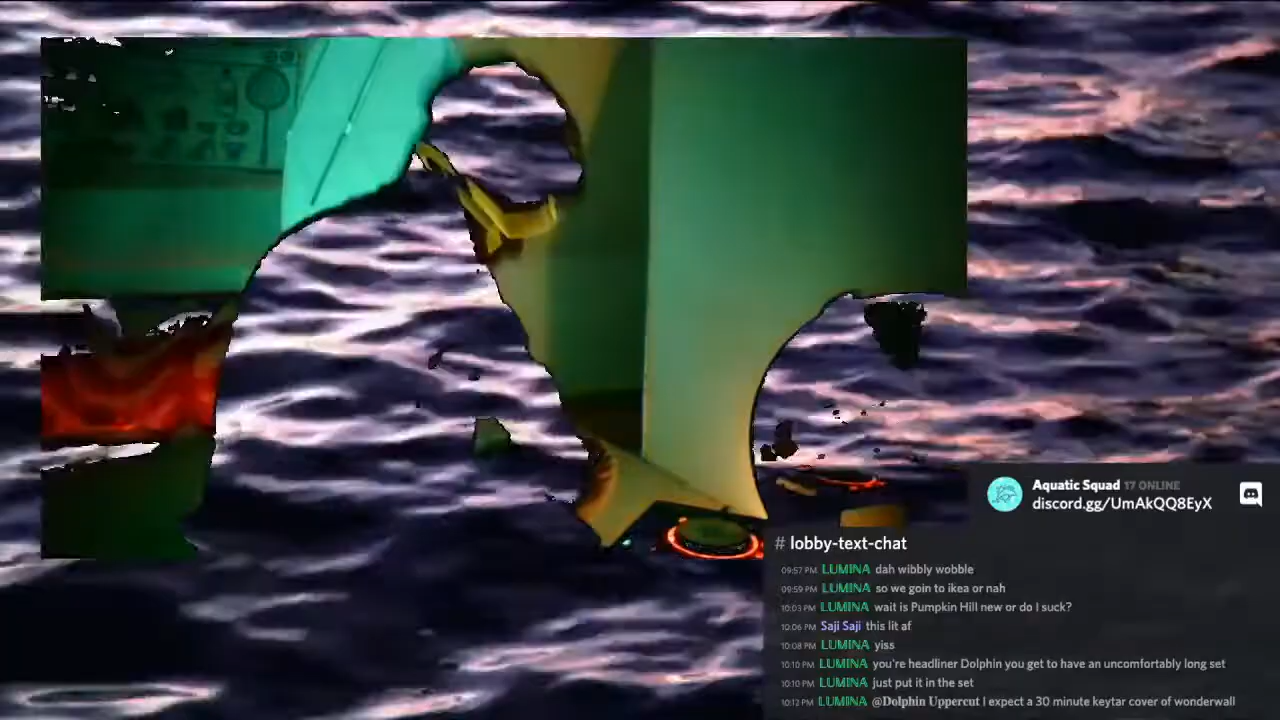 Aquatic Squad 17 ONLINE
discord.gg/UmAkQQ8EyX
# lobby-text-chat
09:57 PM LUMINA dah wibbly wobble
09:59 PM LUMINA so we goin to ikea or nah
10:03 PM LUMINA wait is Pumpkin Hill new or do I suck?
10:06 PM Saji Saji this lit af
10:08 PM LUMINA yiss
10:10 PM LUMINA you're headliner Dolphin you get to have an uncomfortably long set
10:10 PM LUMINA just put it in the set
10:12 PM LUMINA @Dolphin Uppercut I expect a 30 minute keytar cover of wonderwall